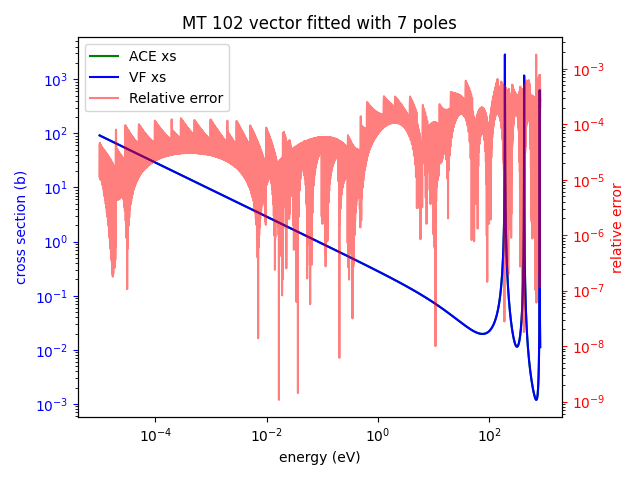 MT 102 vector fitted with 7 poles
ACE xs
VF xs
Relative error
cross section (b)
10³
10²
10¹
10⁰
10⁻¹
10⁻²
10⁻³
10⁻³
10⁻⁴
10⁻⁵
10⁻⁶
10⁻⁷
10⁻⁸
10⁻⁹
relative error
10⁻⁴
10⁻²
10⁰
10²
energy (eV)